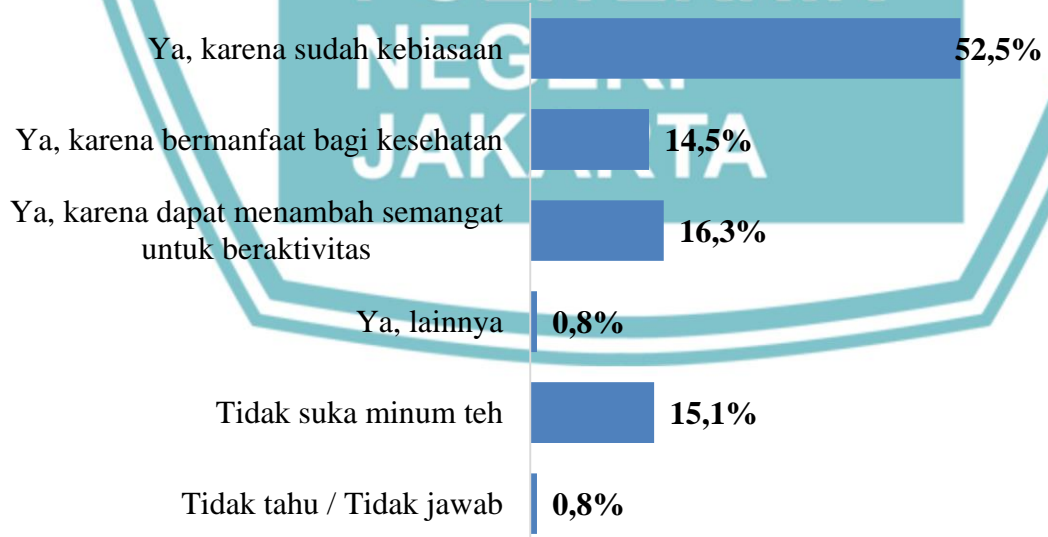 Ya, karena sudah kebiasaan 52,5%
Ya, karena bermanfaat bagi kesehatan 14,5%
Ya, karena dapat menambah semangat
untuk beraktivitas 16,3%
Ya, lainnya 0,8%
Tidak suka minum teh 15,1%
Tidak tahu / Tidak jawab 0,8%
JAKARTA